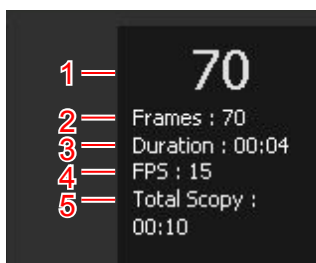 1 70
2 Frames : 70
3 Duration : 00:04
4 FPS : 15
5 Total Scopy :
00:10